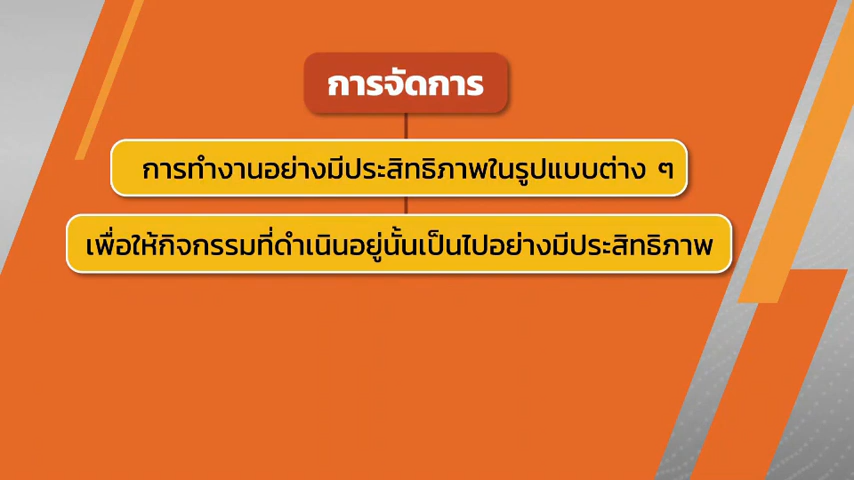 การจัดการ
การทำงานอย่างมีประสิทธิภาพในรูปแบบต่าง ๆ
เพื่อให้กิจกรรมที่ดำเนินอยู่นั้นเป็นไปอย่างมีประสิทธิภาพ